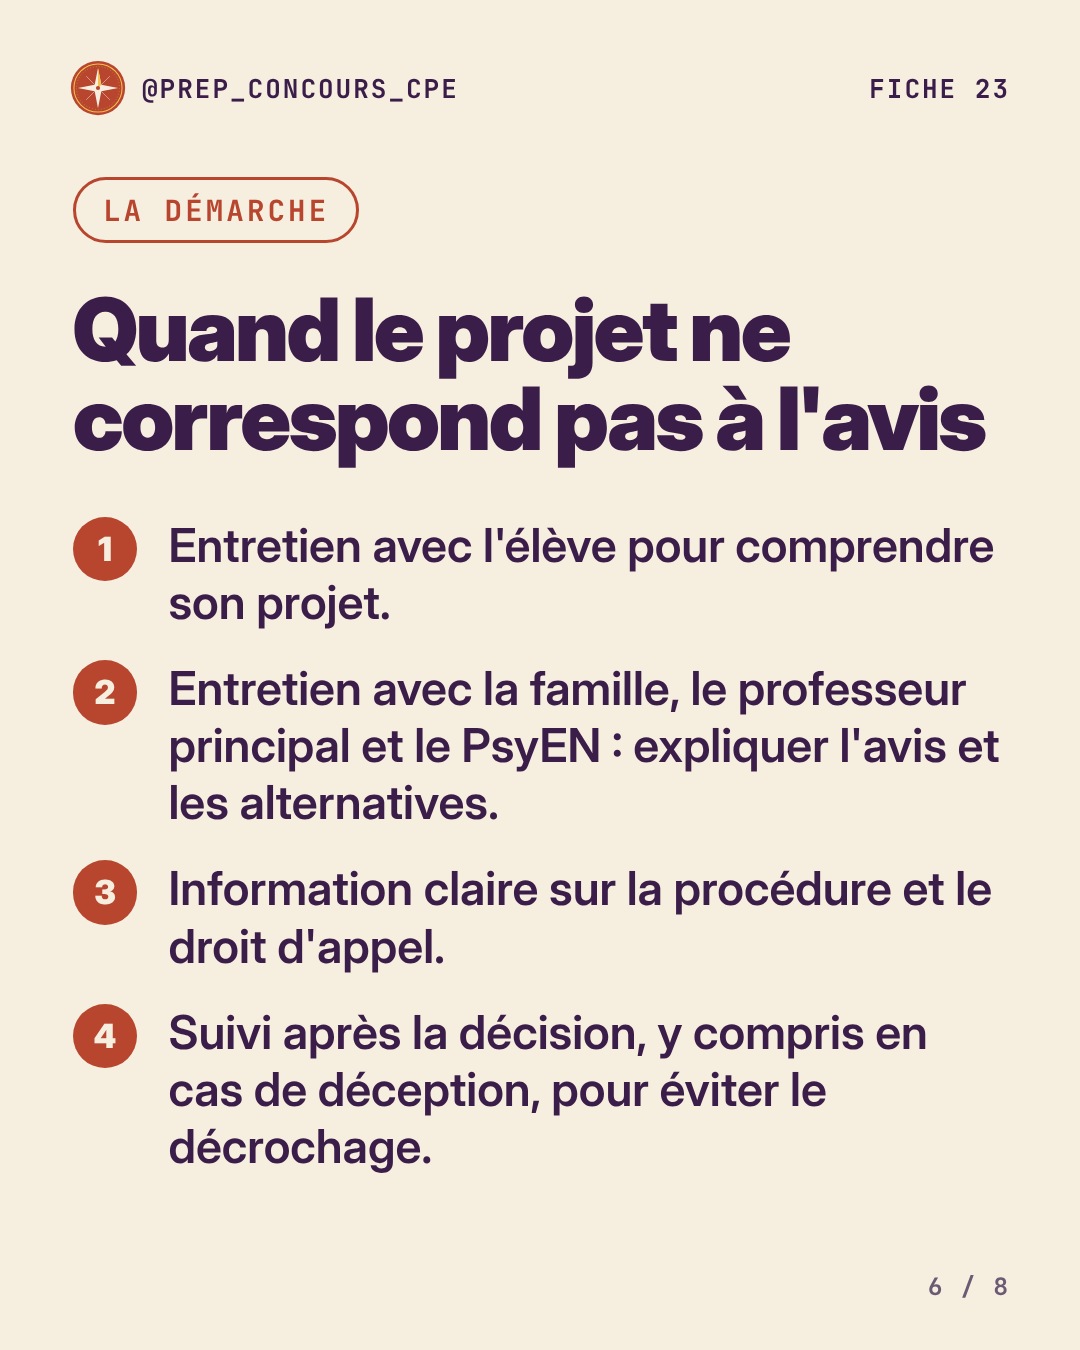 @PREP_CONCOURS_CPE
FICHE 23
LA DÉMARCHE
Quand le projet ne
correspond pas à l'avis
1 Entretien avec l'élève pour comprendre
son projet.
2 Entretien avec la famille, le professeur
principal et le PsyEN : expliquer l'avis et
les alternatives.
3 Information claire sur la procédure et le
droit d'appel.
4 Suivi après la décision, y compris en
cas de déception, pour éviter le
décrochage.
6 / 8